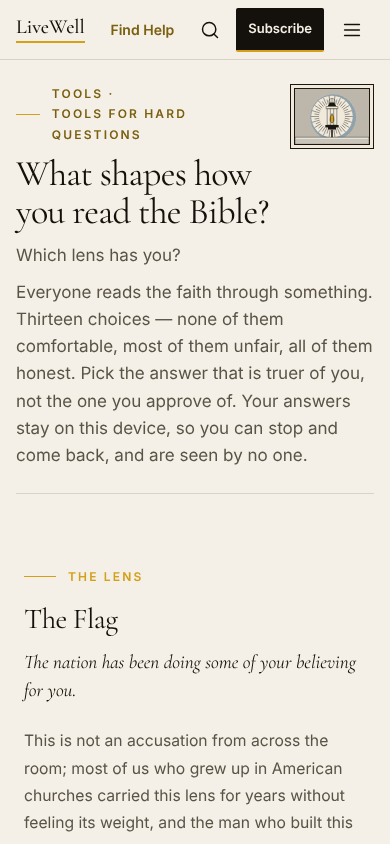 LiveWell
Find Help
Subscribe
TOOLS ·
TOOLS FOR HARD
QUESTIONS
What shapes how
you read the Bible?
Which lens has you?
Everyone reads the faith through something.
Thirteen choices — none of them
comfortable, most of them unfair, all of them
honest. Pick the answer that is truer of you,
not the one you approve of. Your answers
stay on this device, so you can stop and
come back, and are seen by no one.
THE LENS
The Flag
The nation has been doing some of your believing
for you.
This is not an accusation from across the
room; most of us who grew up in American
churches carried this lens for years without
feeling its weight, and the man who built this